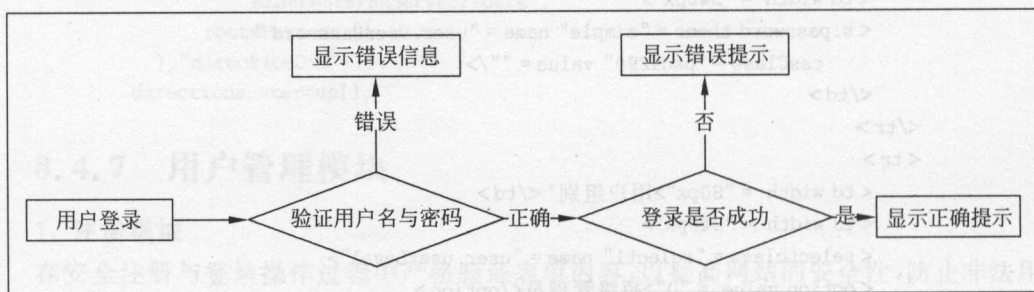 显示错误信息
显示错误提示
错误
否
用户登录
验证用户名与密码
正确
登录是否成功
是
显示正确提示